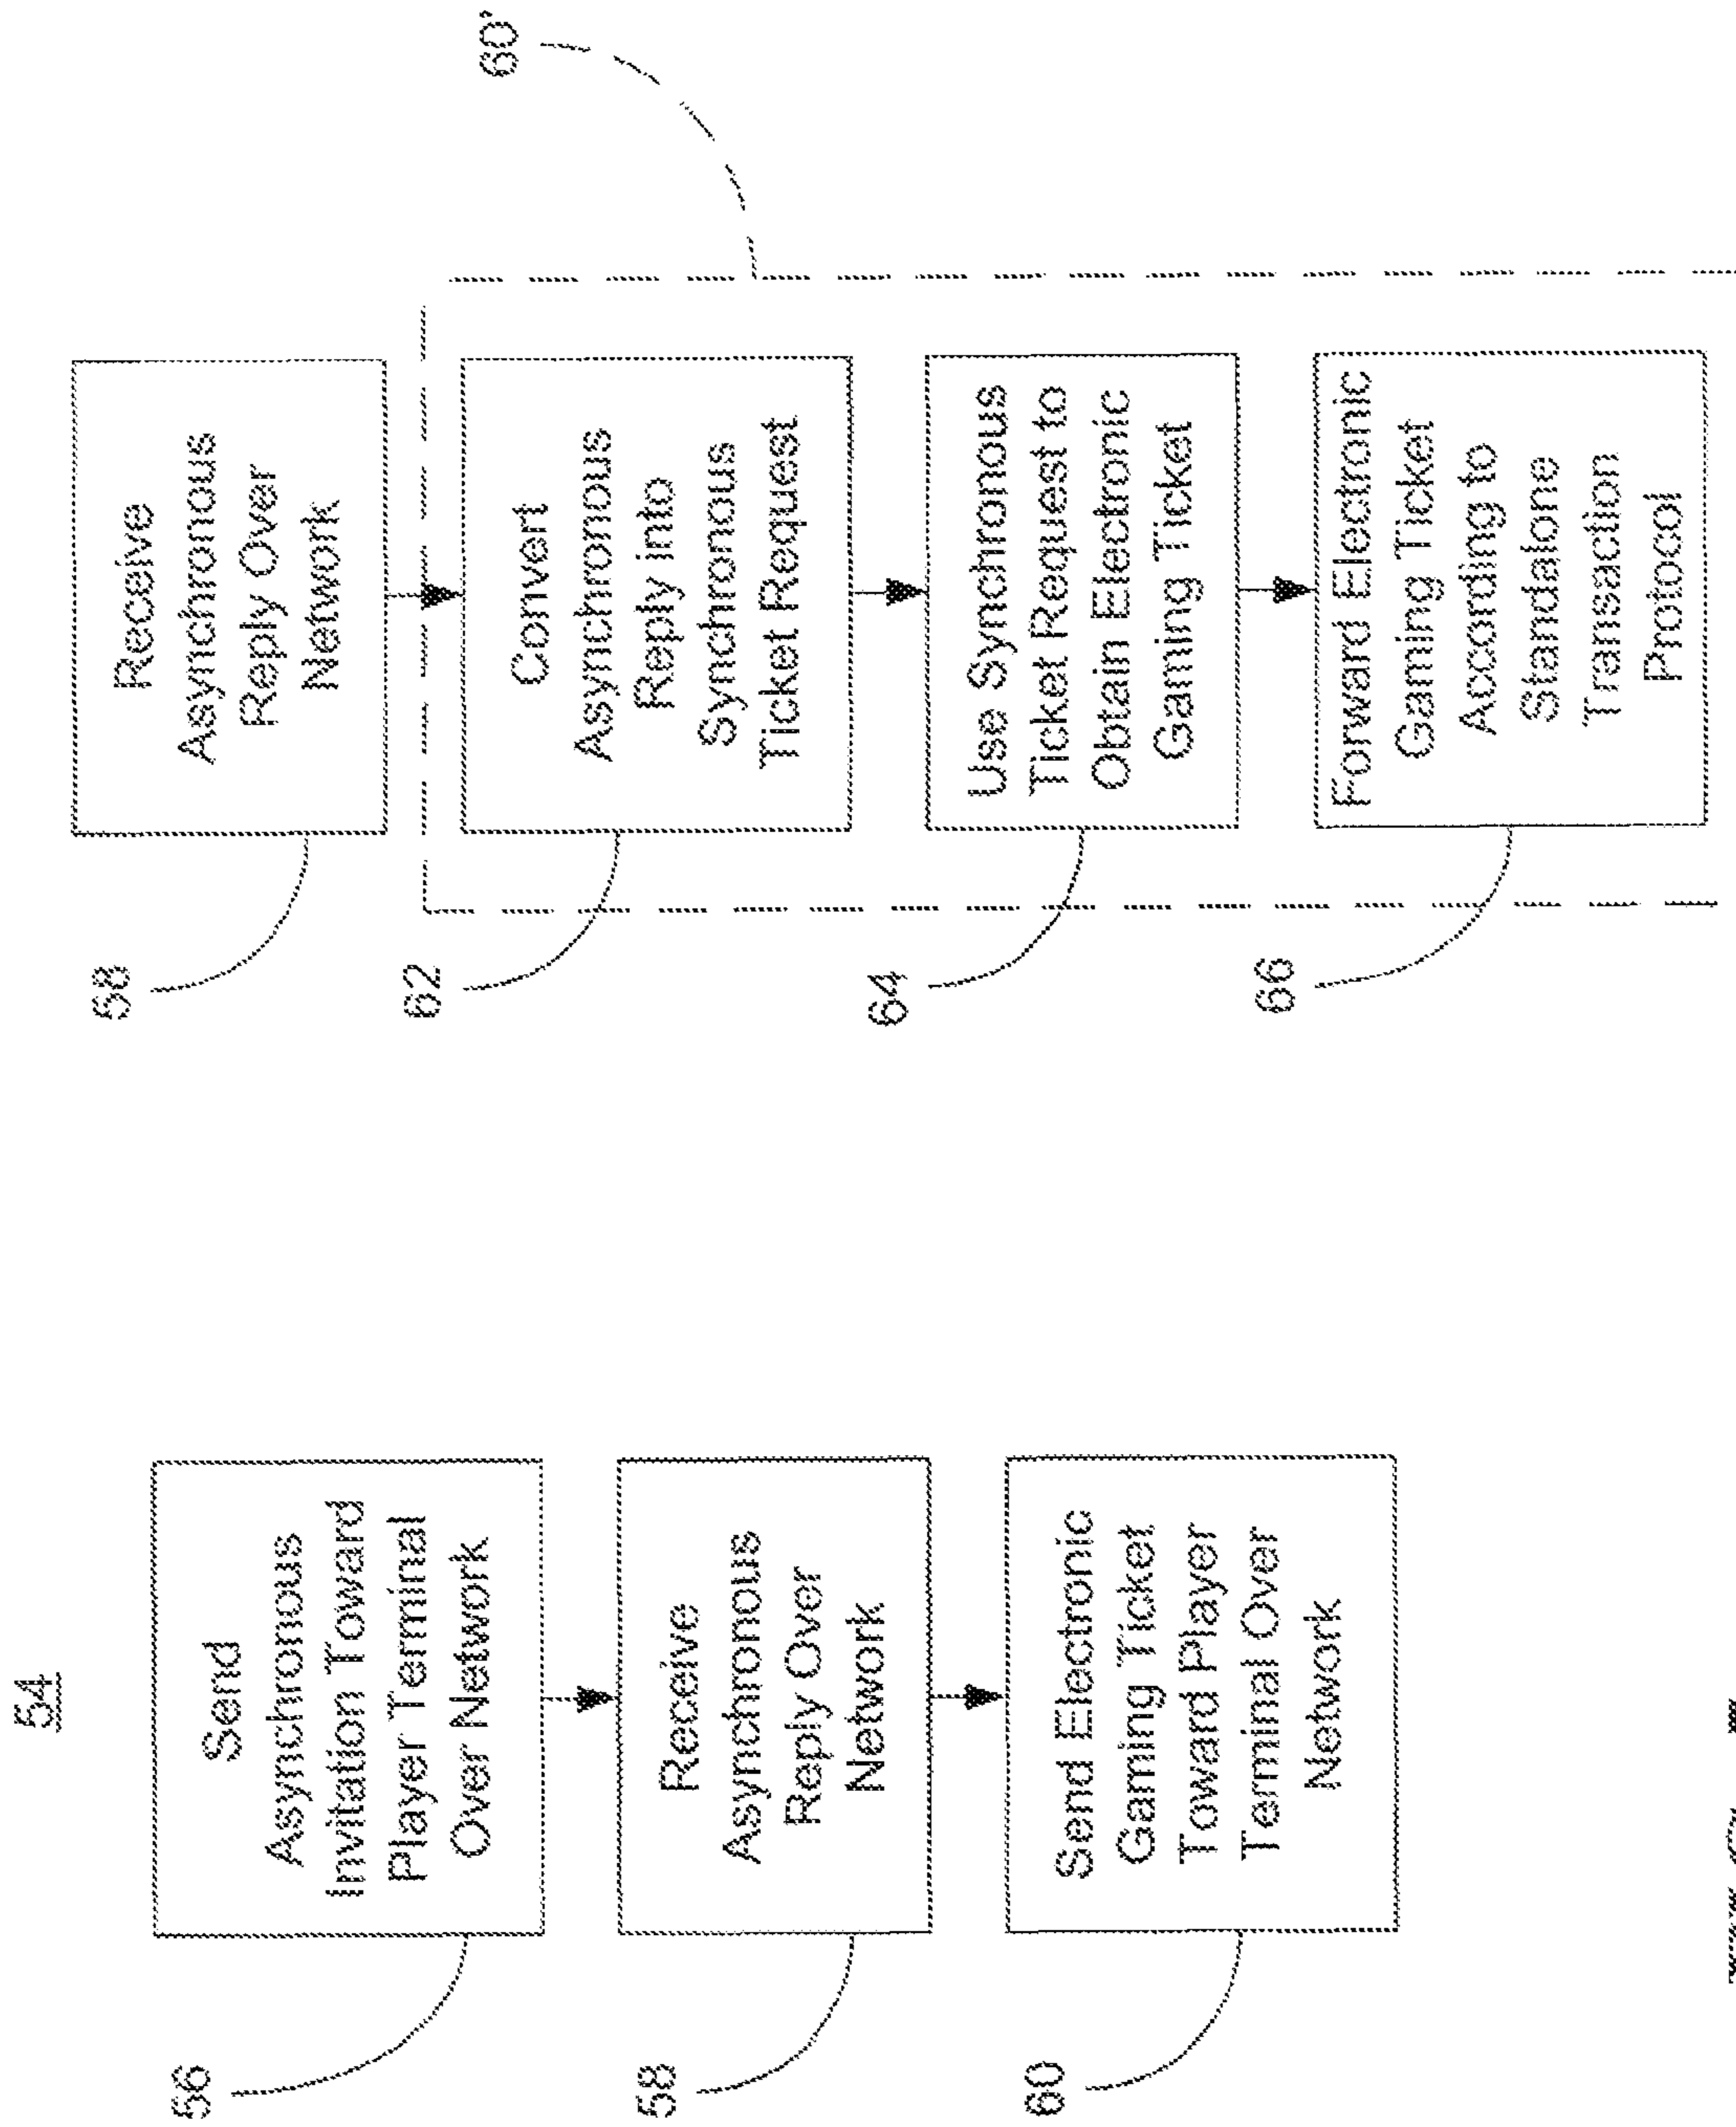 54
56
Send
Asynchronous
Invitation Toward
Player Terminal
Over Network
58
Receive
Asynchronous
Reply Over
Network
60
Send Electronic
Gaming Ticket
Toward Player
Terminal Over
Network
58
Receive
Asynchronous
Reply Over
Network
60'
62
Convert
Asynchronous
Reply into
Synchronous
Ticket Request
64
Use Synchronous
Ticket Request to
Obtain Electronic
Gaming Ticket
66
Forward Electronic
Gaming Ticket
According to
Standalone
Transaction
Protocol